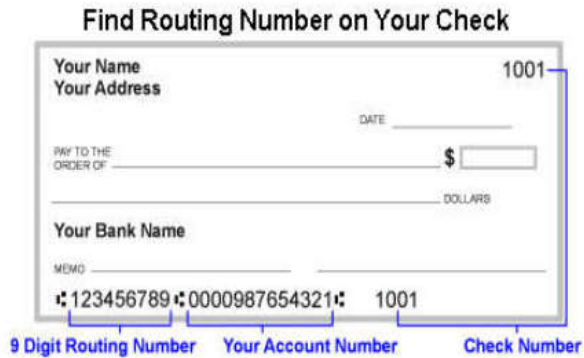 Find Routing Number on Your Check
Your Name
Your Address
1001
DATE
PAY TO THE
ORDER OF
$
DOLLARS
Your Bank Name
MEMO
⑆123456789⑆0000987654321⑆ 1001
9 Digit Routing Number Your Account Number Check Number